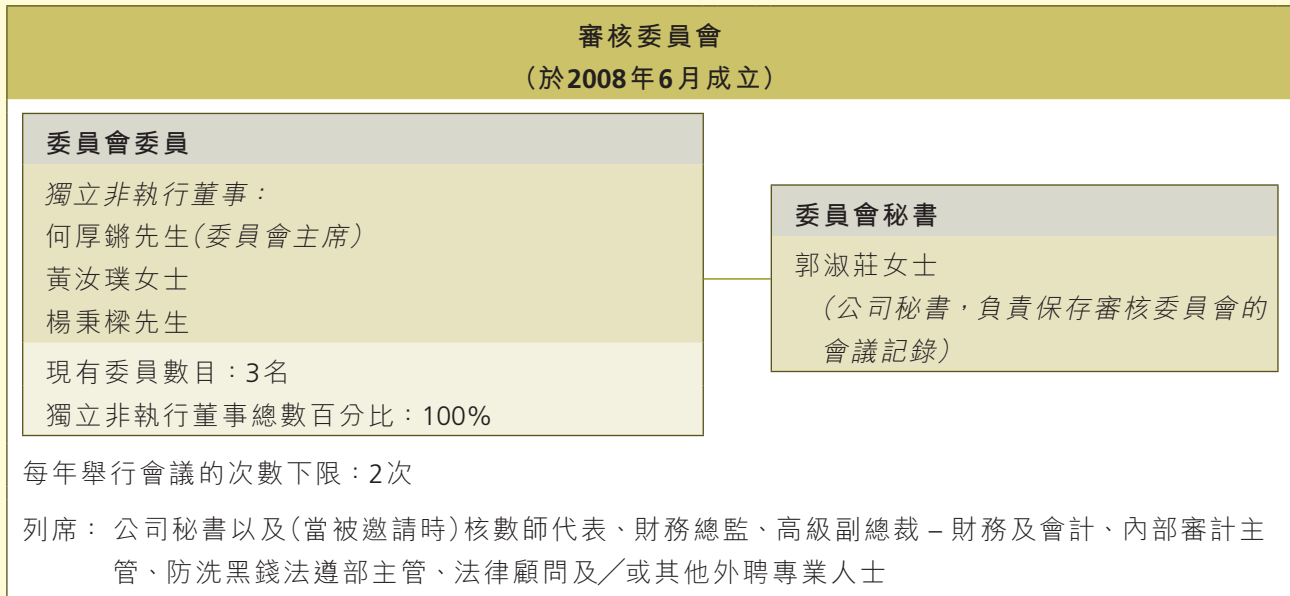 審核委員會
（於2008年6月成立）
委員會委員
獨立非執行董事：
何厚鏘先生（委員會主席）
黃汝璞女士
楊秉樑先生
現有委員數目：3名
獨立非執行董事總數百分比：100%
委員會秘書
郭淑莊女士
（公司秘書，負責保存審核委員會的
會議記錄）
每年舉行會議的次數下限：2次
列席： 公司秘書以及（當被邀請時）核數師代表、財務總監、高級副總裁 – 財務及會計、內部審計主
管、防洗黑錢法遵部主管、法律顧問及╱或其他外聘專業人士